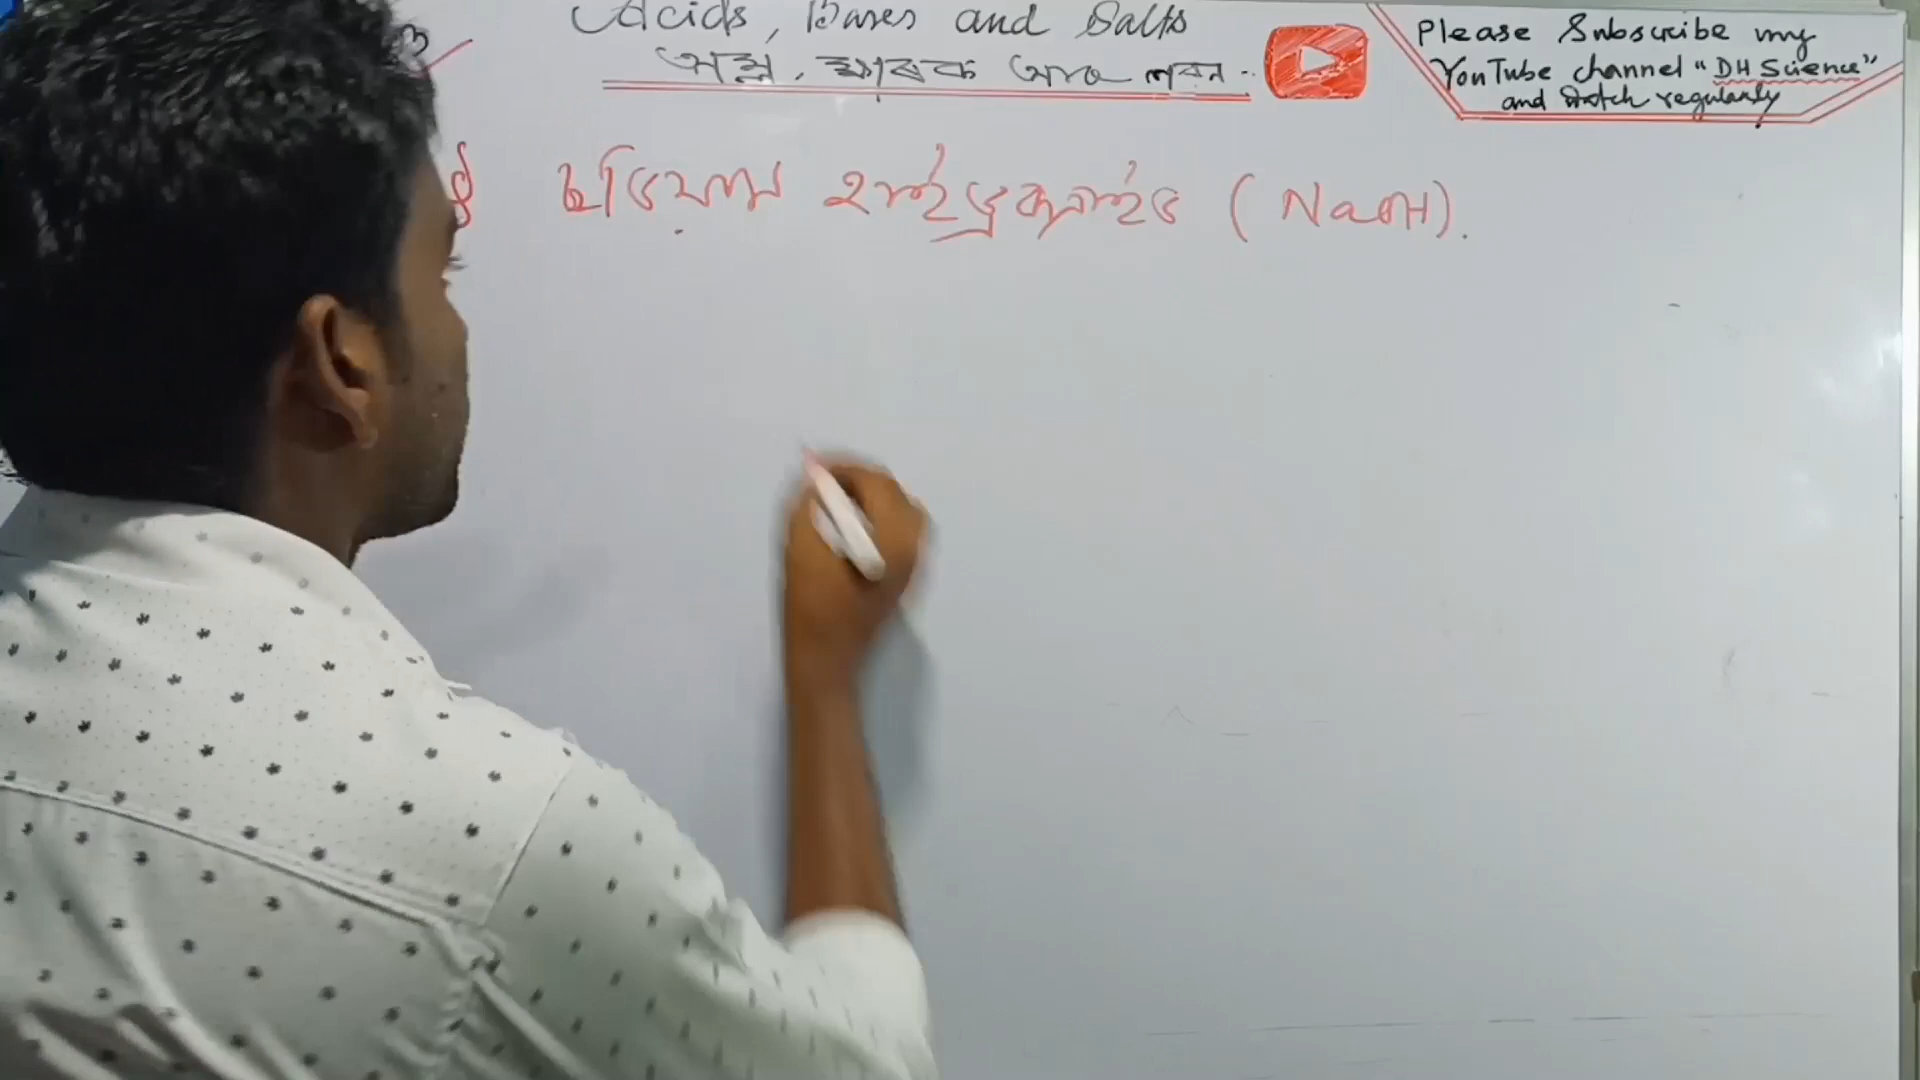 Acids, Bases and Salts
অম্ল, ক্ষাৰক আৰু লৱন
Please Subscribe my
YouTube channel "DH Science"
and watch regularly
ছডিয়াম হাইড্ৰক্সাইড (NaOH).